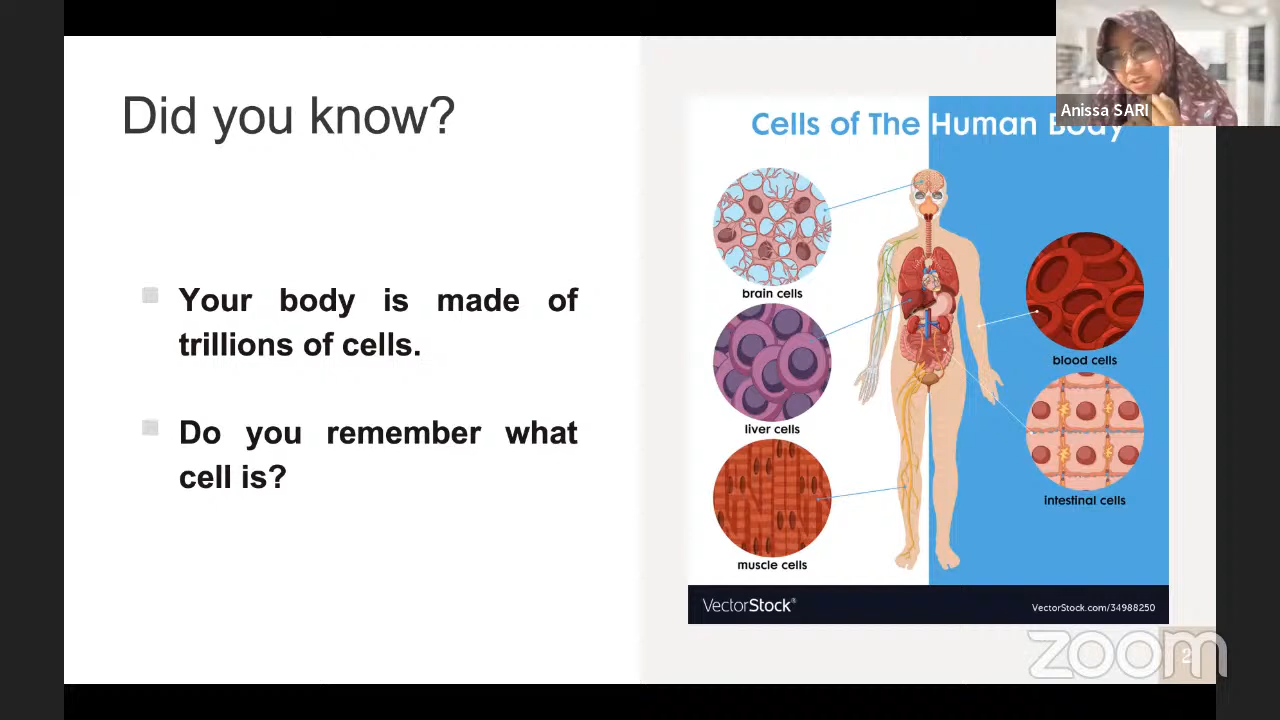 Did you know?
Your body is made of
trillions of cells.
Do you remember what
cell is?
Anissa SARI
Cells of The Human Body
brain cells
liver cells
muscle cells
blood cells
intestinal cells
VectorStock®
VectorStock.com/34988250
zoom
2